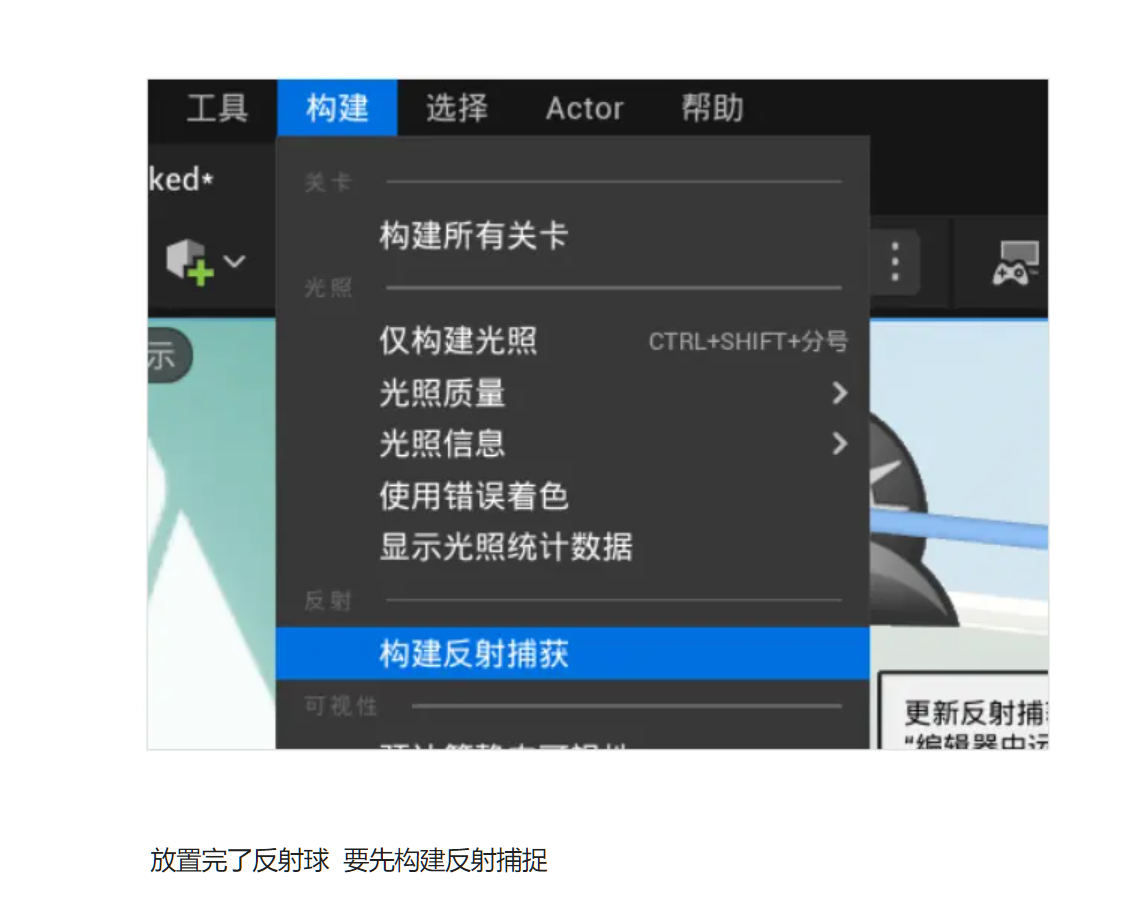 工具 构建 选择 Actor 帮助
ked*
关卡
构建所有关卡
光照
示
仅构建光照 CTRL+SHIFT+分号
光照质量
光照信息
使用错误着色
显示光照统计数据
反射
构建反射捕获
可视性
更新反射捕
“编辑器中运
放置完了反射球 要先构建反射捕捉